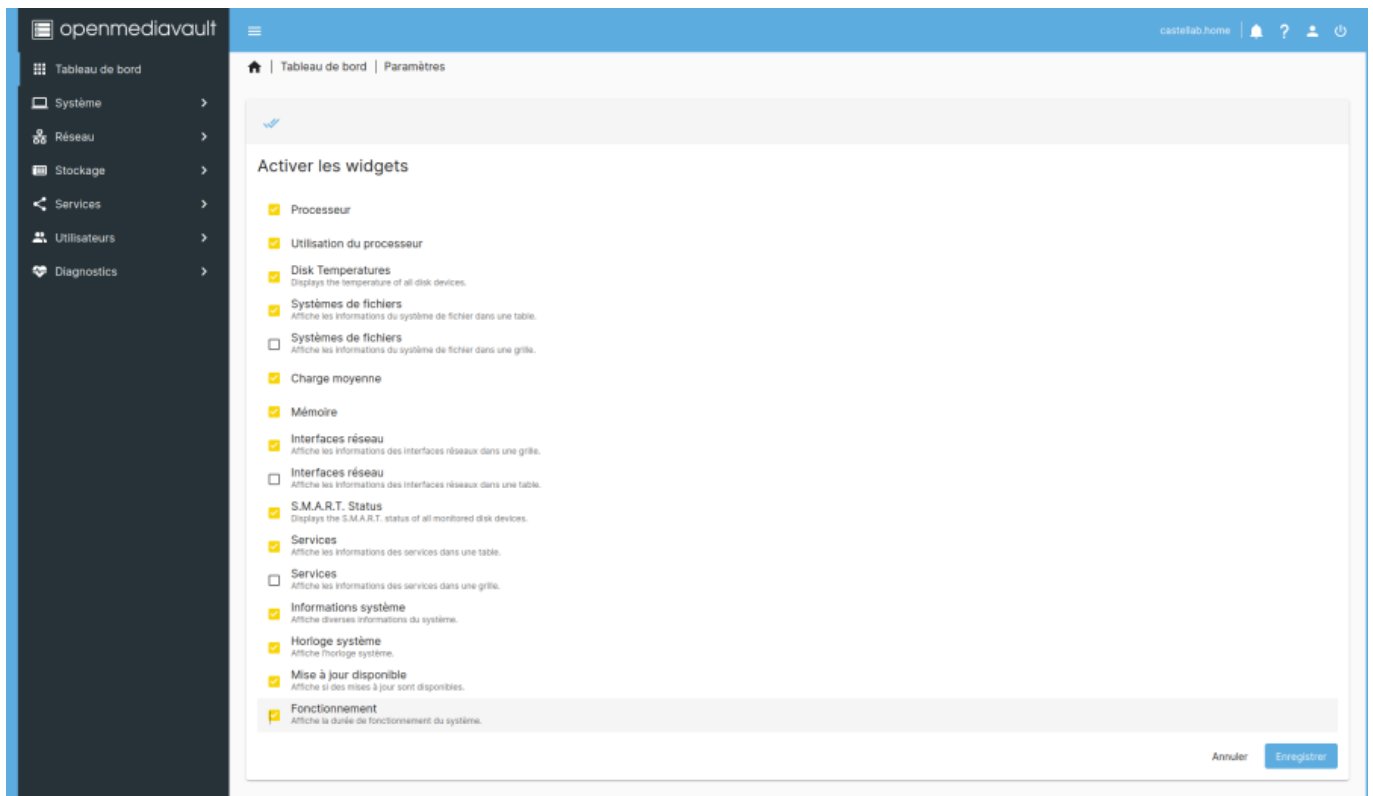 openmediavault
castellab.home
?
Tableau de bord
Système
Réseau
Stockage
Services
Utilisateurs
Diagnostics
Tableau de bord | Paramètres
Activer les widgets
Processeur
Utilisation du processeur
Disk Temperatures
Displays the temperature of all disk devices.
Systèmes de fichiers
Affiche les informations du système de fichier dans une table.
Systèmes de fichiers
Affiche les informations du système de fichier dans une grille.
Charge moyenne
Mémoire
Interfaces réseau
Affiche les informations des interfaces réseaux dans une grille.
Interfaces réseau
Affiche les informations des interfaces réseaux dans une table.
S.M.A.R.T. Status
Displays the S.M.A.R.T. status of all monitored disk devices.
Services
Affiche les informations des services dans une table.
Services
Affiche les informations des services dans une grille.
Informations système
Affiche diverses informations du système.
Horloge système
Affiche l'horloge système.
Mise à jour disponible
Affiche si des mises à jour sont disponibles.
Fonctionnement
Affiche la durée de fonctionnement du système.
Annuler
Enregistrer